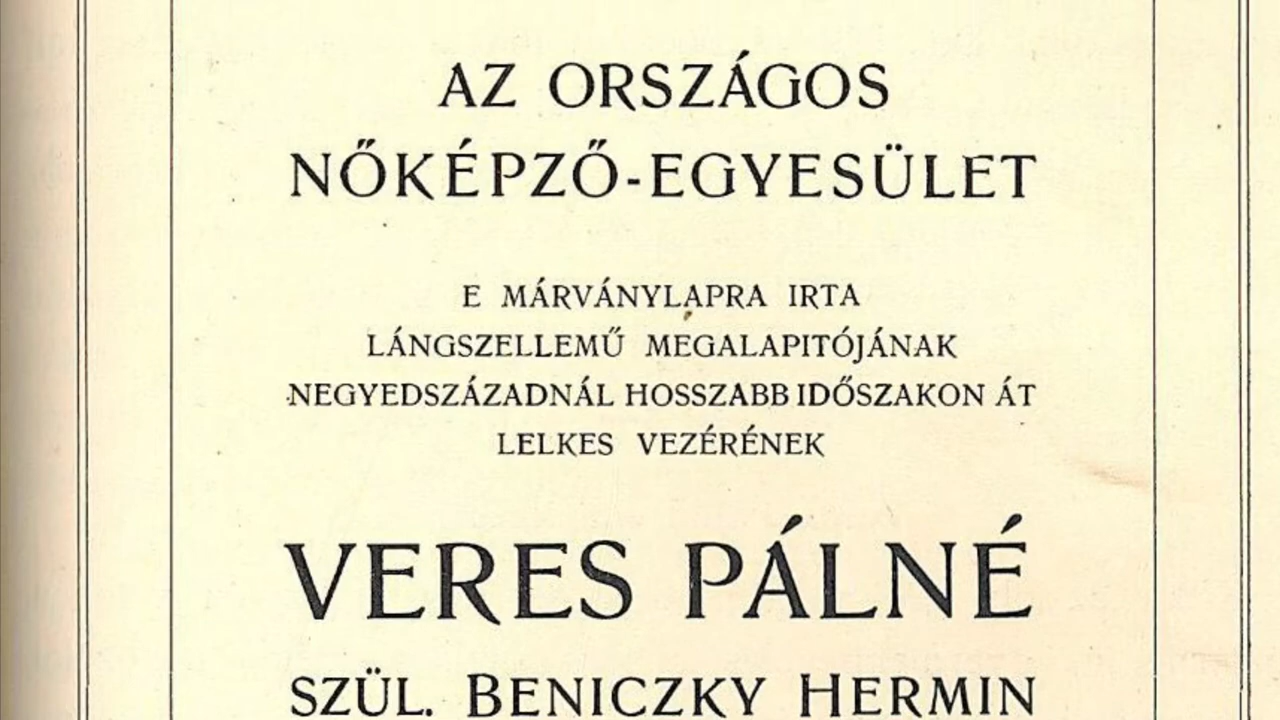 AZ ORSZÁGOS
NŐKÉPZŐ-EGYESÜLET
E MÁRVÁNYLAPRA IRTA
LÁNGSZELLEMŰ MEGALAPITÓJÁNAK
NEGYEDSZÁZADNÁL HOSSZABB IDŐSZAKON ÁT
LELKES VEZÉRÉNEK
VERES PÁLNÉ
SZÜL. BENICZKY HERMIN